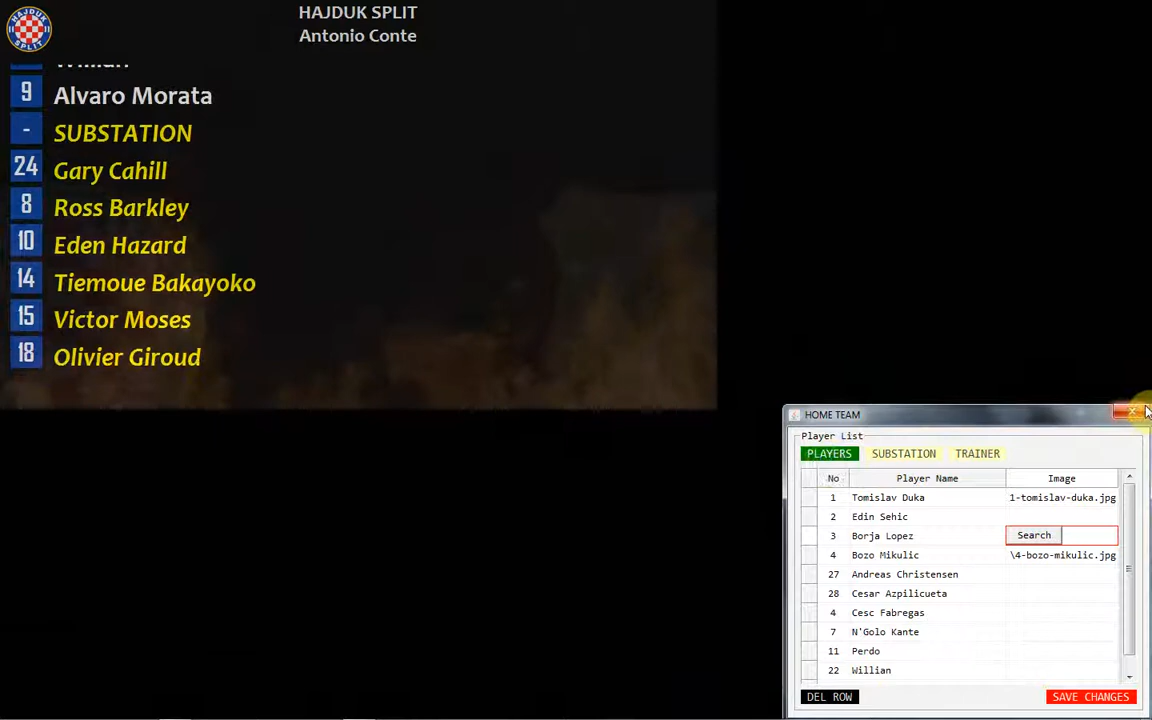 HAJDUK SPLIT
HAJDUK SPLIT
Antonio Conte
Willian
9 Alvaro Morata
- SUBSTATION
24 Gary Cahill
8 Ross Barkley
10 Eden Hazard
14 Tiemoue Bakayoko
15 Victor Moses
18 Olivier Giroud
HOME TEAM
Player List
PLAYERS SUBSTATION TRAINER
No Player Name Image
1 Tomislav Duka 1-tomislav-duka.jpg
2 Edin Sehic
3 Borja Lopez Search
4 Bozo Mikulic \4-bozo-mikulic.jpg
27 Andreas Christensen
28 Cesar Azpilicueta
4 Cesc Fabregas
7 N'Golo Kante
11 Perdo
22 Willian
DEL ROW SAVE CHANGES